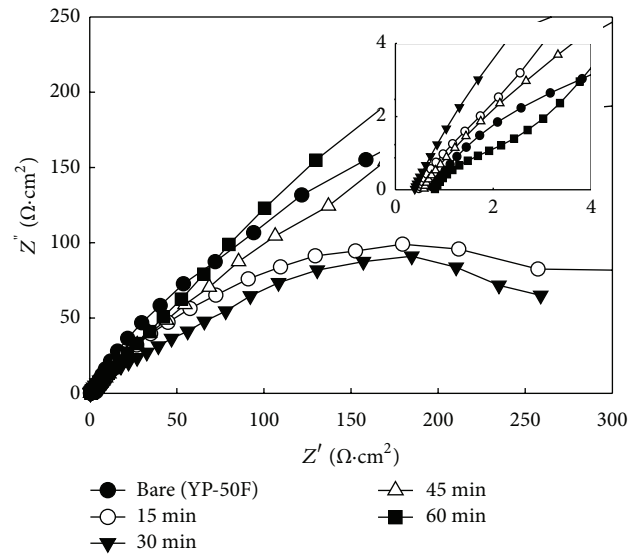 250
200
150
100
50
0
Z″ (Ω·cm²)
4
2
0
0 2 4
0 50 100 150 200 250 300
Z′ (Ω·cm²)
Bare (YP-50F)
15 min
30 min
45 min
60 min